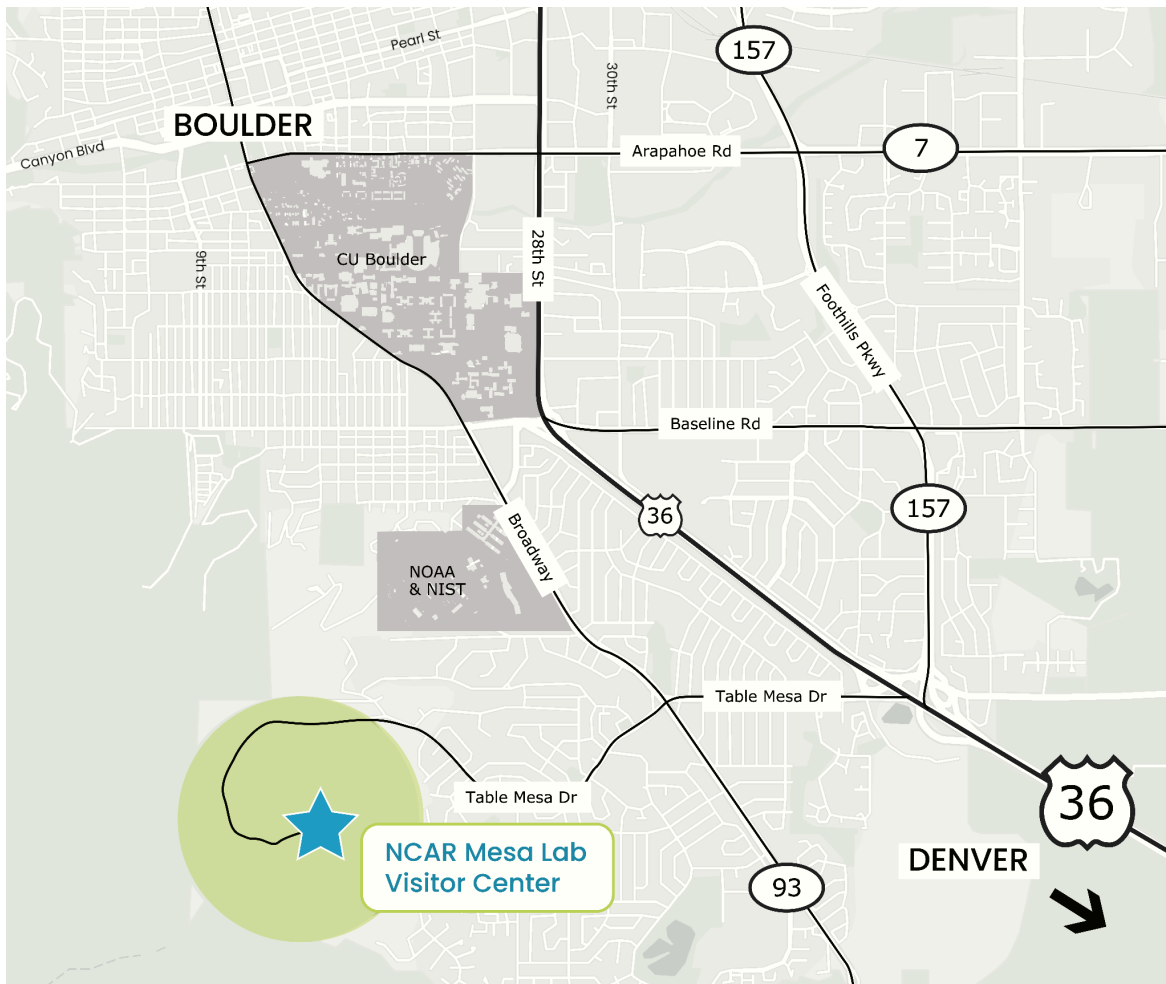 Pearl St
157
30th St
BOULDER
Canyon Blvd
Arapahoe Rd
7
9th St
CU Boulder
28th St
Foothills Pkwy
Baseline Rd
157
36
Broadway
NOAA
& NIST
Table Mesa Dr
Table Mesa Dr
36
NCAR Mesa Lab
Visitor Center
DENVER
93